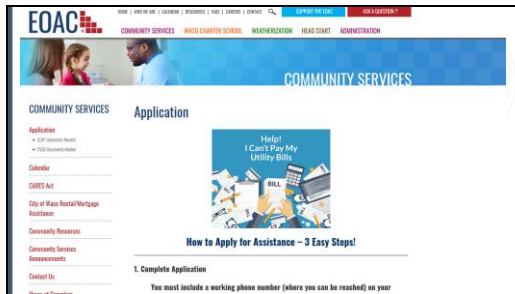 EOAC
HOME | WHO WE ARE | CALENDAR | RESOURCES | FAQS | CAREERS | CONTACT
SUPPORT THE EOAC
ASK A QUESTION ?
COMMUNITY SERVICES WACO CHARTER SCHOOL WEATHERIZATION HEAD START ADMINISTRATION
COMMUNITY SERVICES
COMMUNITY SERVICES
Application
CEAP Documents Needed
CSBG Documents Needed
Calendar
CARES Act
City of Waco Rental/Mortgage
Assistance
Community Resources
Community Services
Announcements
Contact Us
Hours of Operation
Application
Help!
I Can't Pay My
Utility Bills
BILL
How to Apply for Assistance – 3 Easy Steps!
1. Complete Application
You must include a working phone number (where you can be reached) on your